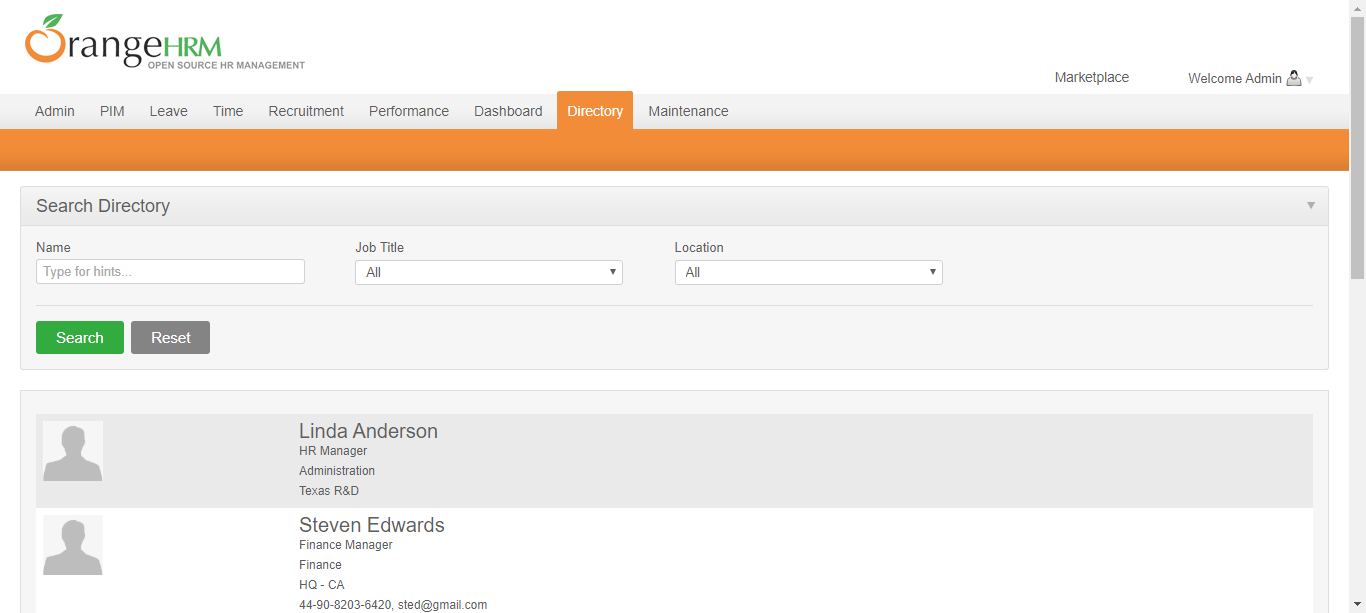 OrangeHRM
OPEN SOURCE HR MANAGEMENT
Marketplace Welcome Admin
Admin PIM Leave Time Recruitment Performance Dashboard Directory Maintenance
Search Directory
Name Job Title Location
Type for hints... All All
Search Reset
Linda Anderson
HR Manager
Administration
Texas R&D
Steven Edwards
Finance Manager
Finance
HQ - CA
44-90-8203-6420, sted@gmail.com